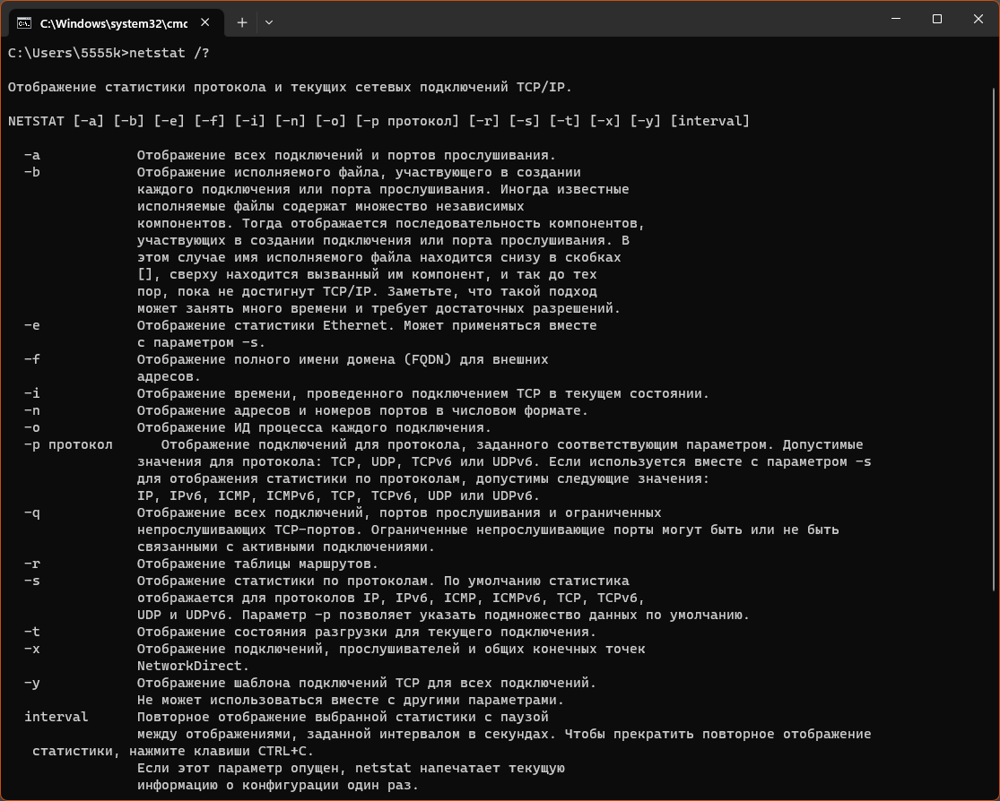 C:\Windows\system32\cmc
C:\Users\5555k>netstat /?
Отображение статистики протокола и текущих сетевых подключений TCP/IP.
NETSTAT [-a] [-b] [-e] [-f] [-i] [-n] [-o] [-p протокол] [-r] [-s] [-t] [-x] [-y] [interval]
-a Отображение всех подключений и портов прослушивания.
-b Отображение исполняемого файла, участвующего в создании
каждого подключения или порта прослушивания. Иногда известные
исполняемые файлы содержат множество независимых
компонентов. Тогда отображается последовательность компонентов,
участвующих в создании подключения или порта прослушивания. В
этом случае имя исполняемого файла находится снизу в скобках
[], сверху находится вызванный им компонент, и так до тех
пор, пока не достигнут TCP/IP. Заметьте, что такой подход
может занять много времени и требует достаточных разрешений.
-e Отображение статистики Ethernet. Может применяться вместе
с параметром -s.
-f Отображение полного имени домена (FQDN) для внешних
адресов.
-i Отображение времени, проведенного подключением TCP в текущем состоянии.
-n Отображение адресов и номеров портов в числовом формате.
-o Отображение ИД процесса каждого подключения.
-p протокол Отображение подключений для протокола, заданного соответствующим параметром. Допустимые
значения для протокола: TCP, UDP, TCPv6 или UDPv6. Если используется вместе с параметром -s
для отображения статистики по протоколам, допустимы следующие значения:
IP, IPv6, ICMP, ICMPv6, TCP, TCPv6, UDP или UDPv6.
-q Отображение всех подключений, портов прослушивания и ограниченных
непрослушивающих TCP-портов. Ограниченные непрослушивающие порты могут быть или не быть
связанными с активными подключениями.
-r Отображение таблицы маршрутов.
-s Отображение статистики по протоколам. По умолчанию статистика
отображается для протоколов IP, IPv6, ICMP, ICMPv6, TCP, TCPv6,
UDP и UDPv6. Параметр -p позволяет указать подмножество данных по умолчанию.
-t Отображение состояния разгрузки для текущего подключения.
-x Отображение подключений, прослушивателей и общих конечных точек
NetworkDirect.
-y Отображение шаблона подключений TCP для всех подключений.
Не может использоваться вместе с другими параметрами.
interval Повторное отображение выбранной статистики с паузой
между отображениями, заданной интервалом в секундах. Чтобы прекратить повторное отображение
статистики, нажмите клавиши CTRL+C.
Если этот параметр опущен, netstat напечатает текущую
информацию о конфигурации один раз.